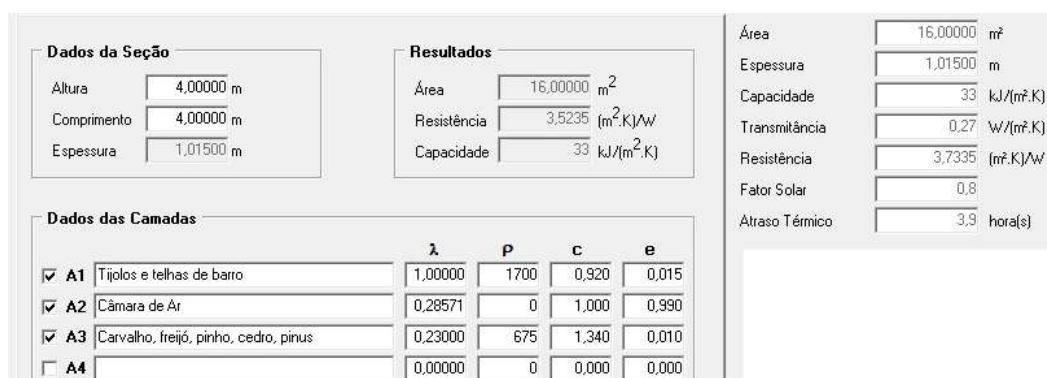 Dados da Seção
Altura 4,00000 m
Comprimento 4,00000 m
Espessura 1,01500 m
Resultados
Área 16,00000 m²
Resistência 3,5235 (m².K)/W
Capacidade 33 kJ/(m².K)
Área 16,00000 m²
Espessura 1,01500 m
Capacidade 33 kJ/(m².K)
Transmitância 0,27 W/(m².K)
Resistência 3,7335 (m².K)/W
Fator Solar 0,8
Atraso Térmico 3,9 hora(s)
Dados das Camadas
λ ρ c e
A1 Tijolos e telhas de barro 1,00000 1700 0,920 0,015
A2 Câmara de Ar 0,28571 0 1,000 0,990
A3 Carvalho, freijó, pinho, cedro, pinus 0,23000 675 1,340 0,010
A4 0,00000 0 0,000 0,000